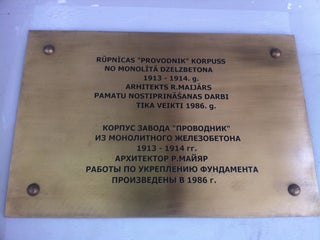 RŪPNĪCAS "PROVODNIK" KORPUSS
NO MONOLĪTĀ DZELZBETONA
1913 - 1914. g.
ARHITEKTS R.MAIJĀRS
PAMATU NOSTIPRINĀŠANAS DARBI
TIKA VEIKTI 1986. g.
КОРПУС ЗАВОДА "ПРОВОДНИК"
ИЗ МОНОЛИТНОГО ЖЕЛЕЗОБЕТОНА
1913 - 1914 гг.
АРХИТЕКТОР Р.МАЙЯР
РАБОТЫ ПО УКРЕПЛЕНИЮ ФУНДАМЕНТА
ПРОИЗВЕДЕНЫ В 1986 г.